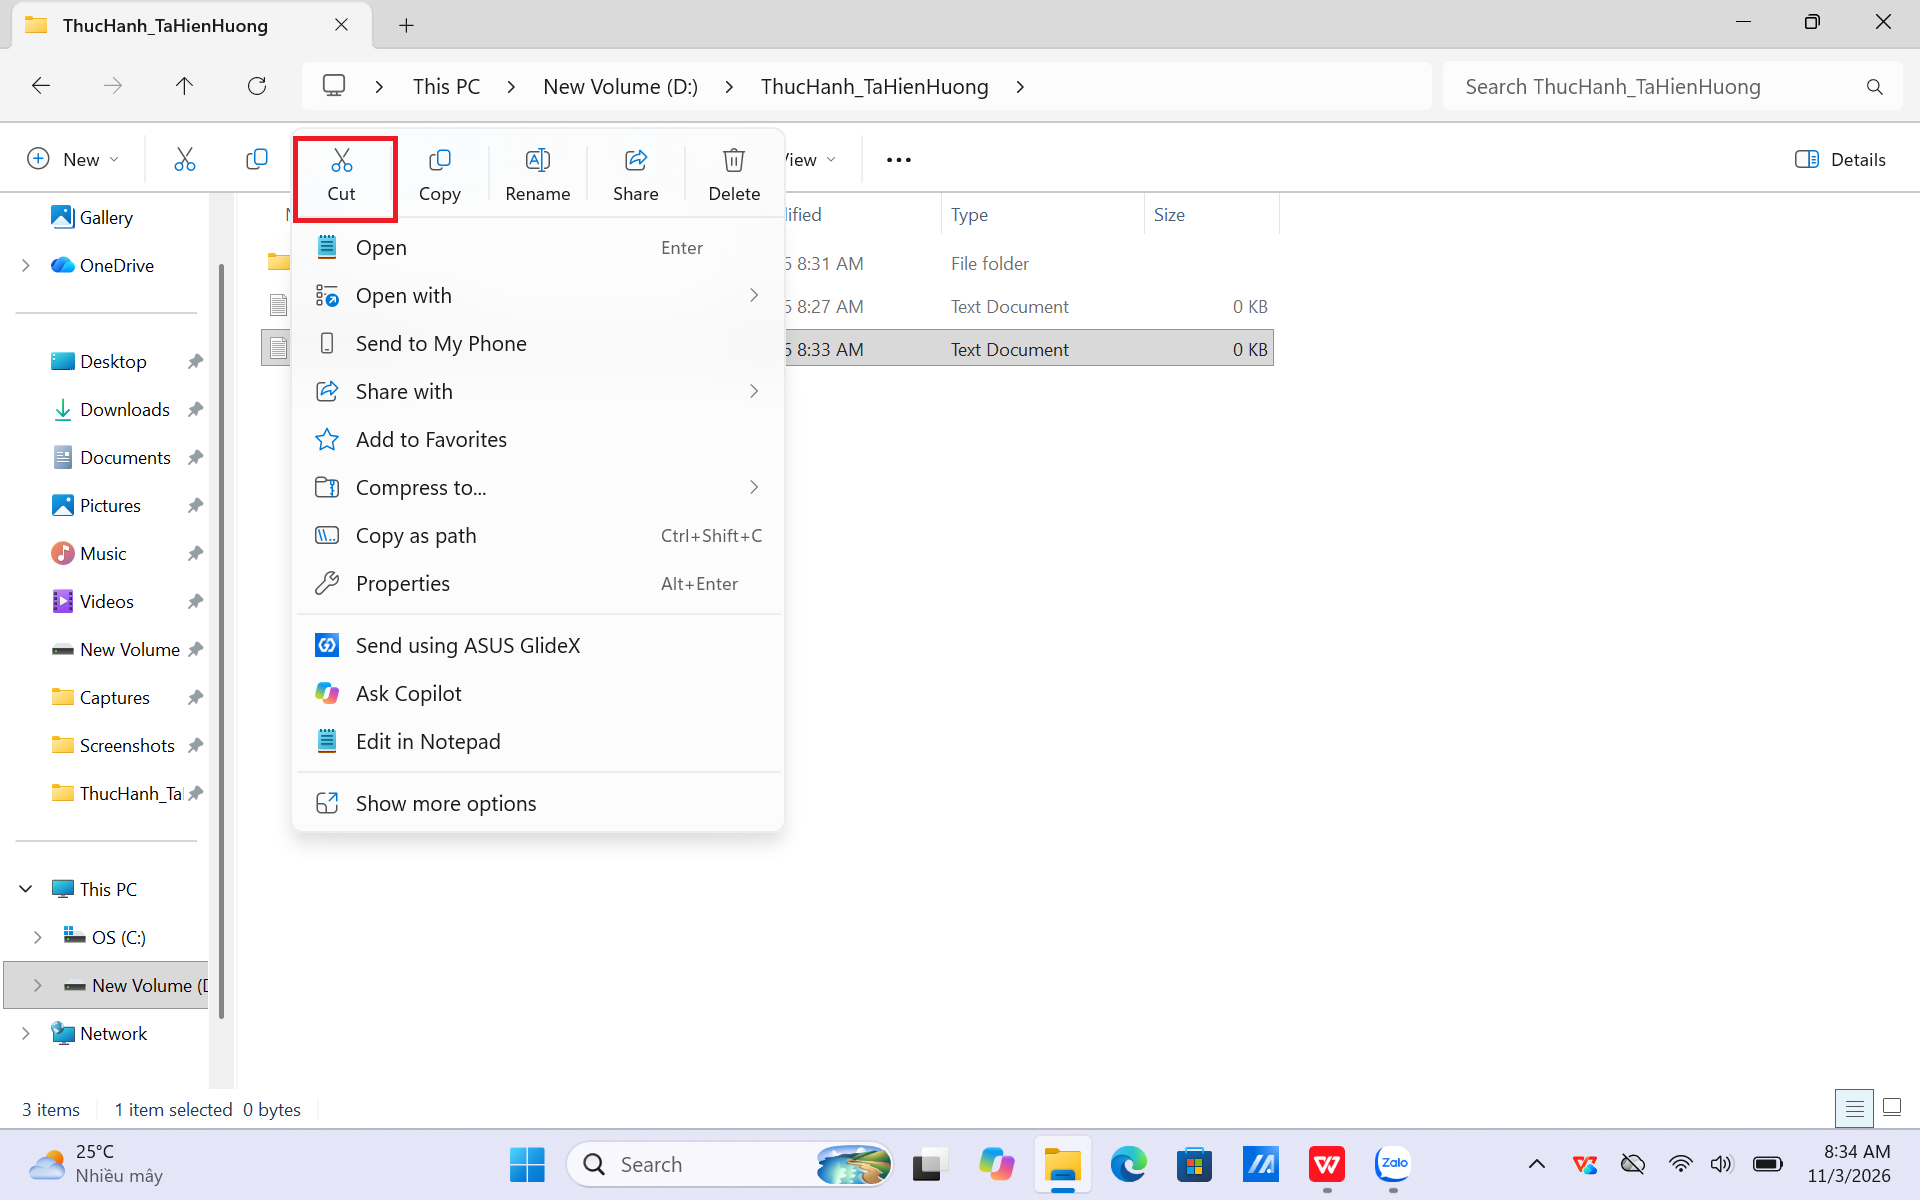 ThucHanh_TaHienHuong
This PC
New Volume (D:)
ThucHanh_TaHienHuong
Search ThucHanh_TaHienHuong
New
Cut
Copy
Rename
Share
Delete
Details
Gallery
OneDrive
Desktop
Downloads
Documents
Pictures
Music
Videos
New Volume
Captures
Screenshots
ThucHanh_Ta
This PC
OS (C:)
New Volume (
Network
Open Enter
Open with
Send to My Phone
Share with
Add to Favorites
Compress to...
Copy as path Ctrl+Shift+C
Properties Alt+Enter
Send using ASUS GlideX
Ask Copilot
Edit in Notepad
Show more options
Type Size
8:31 AM File folder
8:27 AM Text Document 0 KB
8:33 AM Text Document 0 KB
3 items 1 item selected 0 bytes
25°C
Nhiều mây
Search
Zalo
8:34 AM
11/3/2026